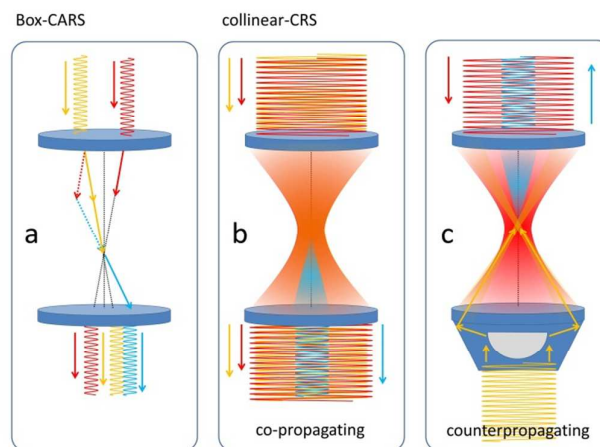 Box-CARS
collinear-CRS
a
b
c
co-propagating
counterpropagating